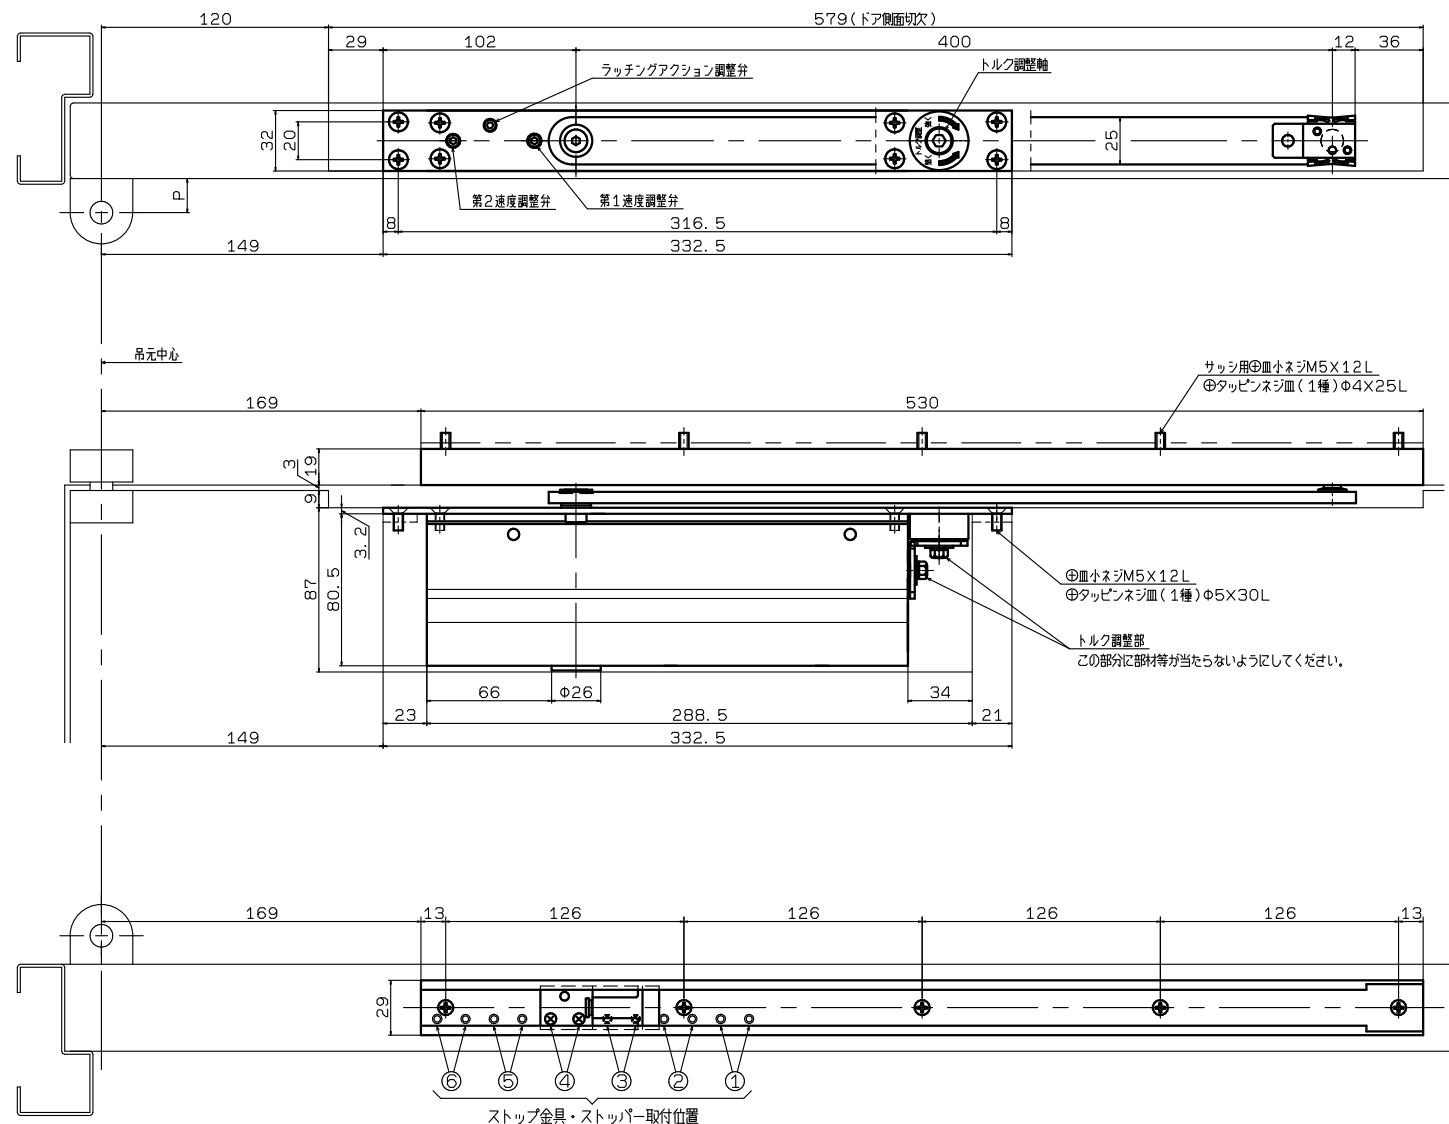 120
579(ドア側面切欠)
29
102
400
12
36
ラッチングアクション調整弁
トルク調整軸
32
20
強く
トルク調整
弱く
25
P
第2速度調整弁
第1速度調整弁
8
316.5
8
149
332.5
吊元中心
サッシ用⊕皿小ネジM5X12L
⊕タッピンネジ皿(1種)Φ4X25L
169
530
3
19
9
3.2
87
80.5
⊕皿小ネジM5X12L
⊕タッピンネジ皿(1種)Φ5X30L
トルク調整部
この部分に部材等が当たらないようにしてください。
66
Φ26
34
23
288.5
21
149
332.5
169
13
126
126
126
126
13
29
⑥
⑤
④
③
②
①
ストップ金具・ストッパー取付位置